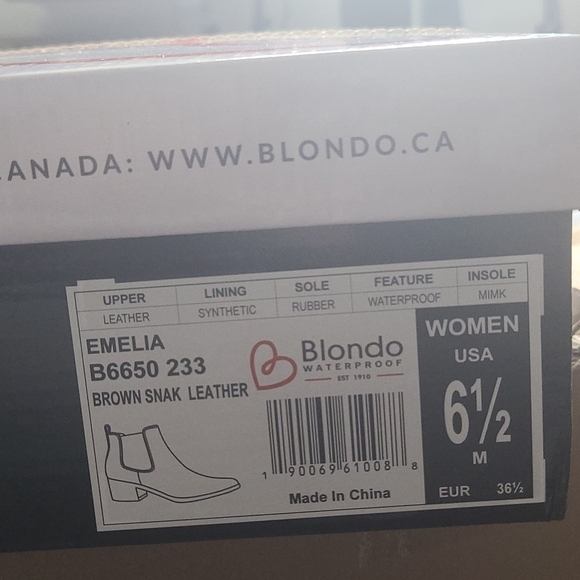 CANADA: WWW.BLONDO.CA
UPPER LINING SOLE FEATURE INSOLE
LEATHER SYNTHETIC RUBBER WATERPROOF MIMK
EMELIA
B6650 233
BROWN SNAK LEATHER
Blondo
WATERPROOF
EST 1910
1 90069 61008 8
Made In China
WOMEN
USA
6½
M
EUR 36½